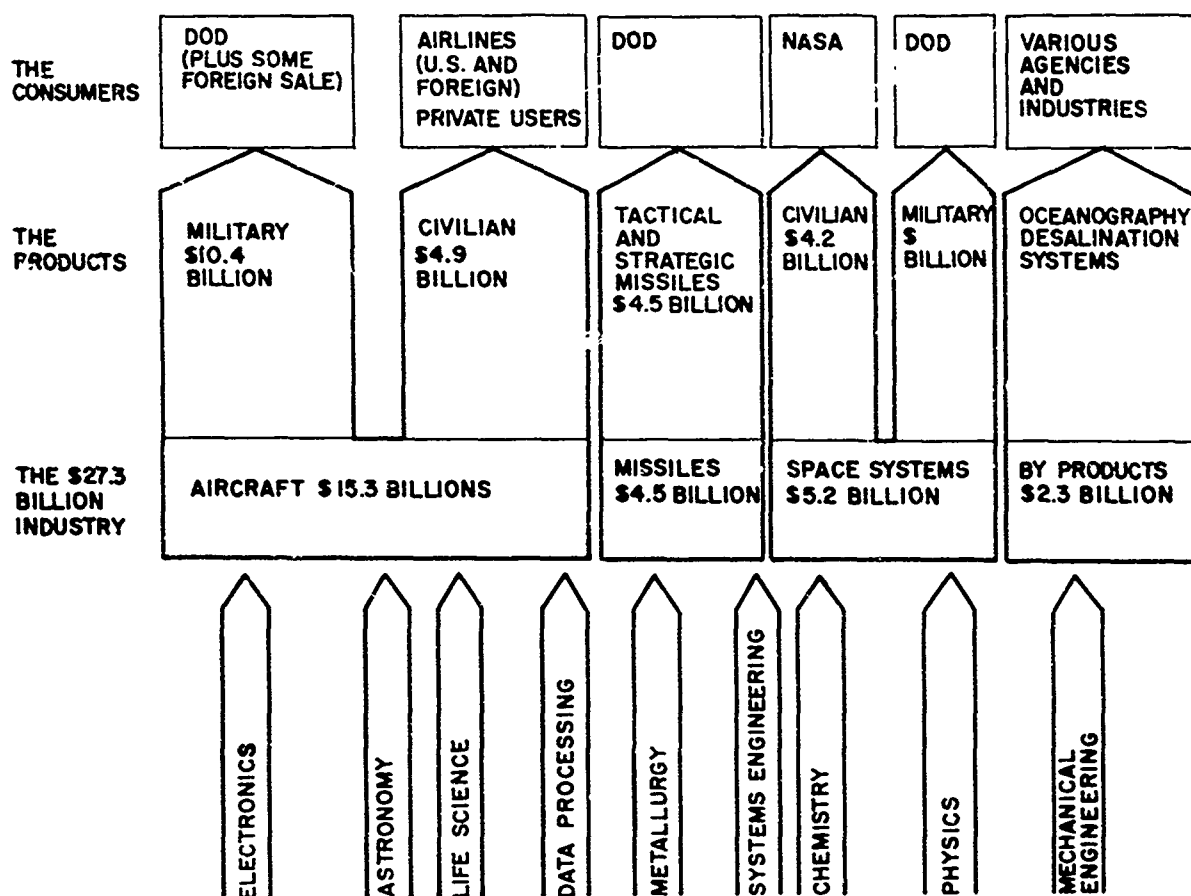 THE
CONSUMERS
DOD
(PLUS SOME
FOREIGN SALE)
AIRLINES
(U.S. AND
FOREIGN)
PRIVATE USERS
DOD
NASA
DOD
VARIOUS
AGENCIES
AND
INDUSTRIES
THE
PRODUCTS
MILITARY
$10.4
BILLION
CIVILIAN
$4.9
BILLION
TACTICAL
AND
STRATEGIC
MISSILES
$4.5 BILLION
CIVILIAN
$4.2
BILLION
MILITARY
$
BILLION
OCEANOGRAPHY
DESALINATION
SYSTEMS
THE $27.3
BILLION
INDUSTRY
AIRCRAFT $15.3 BILLIONS
MISSILES
$4.5 BILLION
SPACE SYSTEMS
$5.2 BILLION
BY PRODUCTS
$2.3 BILLION
ELECTRONICS
ASTRONOMY
LIFE SCIENCE
DATA PROCESSING
METALLURGY
SYSTEMS ENGINEERING
CHEMISTRY
PHYSICS
MECHANICAL
ENGINEERING